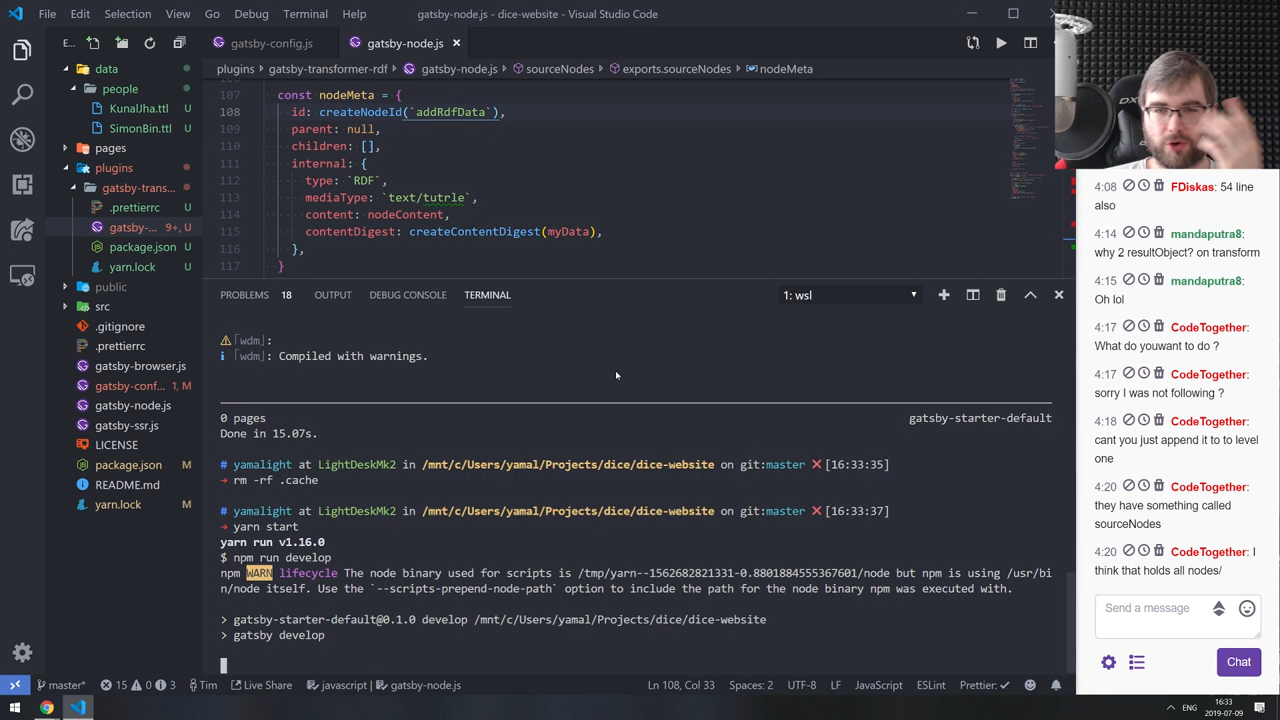 File Edit Selection View Go Debug Terminal Help
gatsby-node.js - dice-website - Visual Studio Code
E...
gatsby-config.js
gatsby-node.js
plugins
gatsby-transformer-rdf
gatsby-node.js
sourceNodes
exports.sourceNodes
nodeMeta
data
people
KunalJha.ttl U
SimonBin.ttl U
pages
plugins
gatsby-trans...
.prettierrc U
gatsby-... 9+, U
package.json U
yarn.lock U
public
src
.gitignore
.prettierrc
gatsby-browser.js
gatsby-conf... 1, M
gatsby-node.js
gatsby-ssr.js
LICENSE
package.json M
README.md
yarn.lock M
107 const nodeMeta = {
108 id: createNodeId(`addRdfData`),
109 parent: null,
110 children: [],
111 internal: {
112 type: `RDF`,
113 mediaType: `text/tutrle`,
114 content: nodeContent,
115 contentDigest: createContentDigest(myData),
116 },
117 }
PROBLEMS 18 OUTPUT DEBUG CONSOLE TERMINAL
1: wsl
⚠ ｢wdm｣:
ℹ ｢wdm｣: Compiled with warnings.
0 pages gatsby-starter-default
Done in 15.07s.
# yamalight at LightDeskMk2 in /mnt/c/Users/yamal/Projects/dice/dice-website on git:master ❌ [16:33:35]
➜ rm -rf .cache
# yamalight at LightDeskMk2 in /mnt/c/Users/yamal/Projects/dice/dice-website on git:master ❌ [16:33:37]
➜ yarn start
yarn run v1.16.0
$ npm run develop
npm WARN lifecycle The node binary used for scripts is /tmp/yarn--1562682821331-0.8801884555367601/node but npm is using /usr/bi
n/node itself. Use the `--scripts-prepend-node-path` option to include the path for the node binary npm was executed with.
> gatsby-starter-default@0.1.0 develop /mnt/c/Users/yamal/Projects/dice/dice-website
> gatsby develop
master* 15 0 3 Tim Live Share javascript | gatsby-node.js
Ln 108, Col 33 Spaces: 2 UTF-8 LF JavaScript ESLint Prettier: ✓
DX
4:08 FDiskas: 54 line
also
4:14 mandaputra8:
why 2 resultObject? on transform
4:15 mandaputra8:
Oh lol
4:17 CodeTogether:
What do youwant to do ?
4:17 CodeTogether:
sorry I was not following ?
4:18 CodeTogether:
cant you just append it to to level
one
4:20 CodeTogether:
they have something called
sourceNodes
4:20 CodeTogether: I
think that holds all nodes/
Send a message
Chat
ENG
16:33
2019-07-09